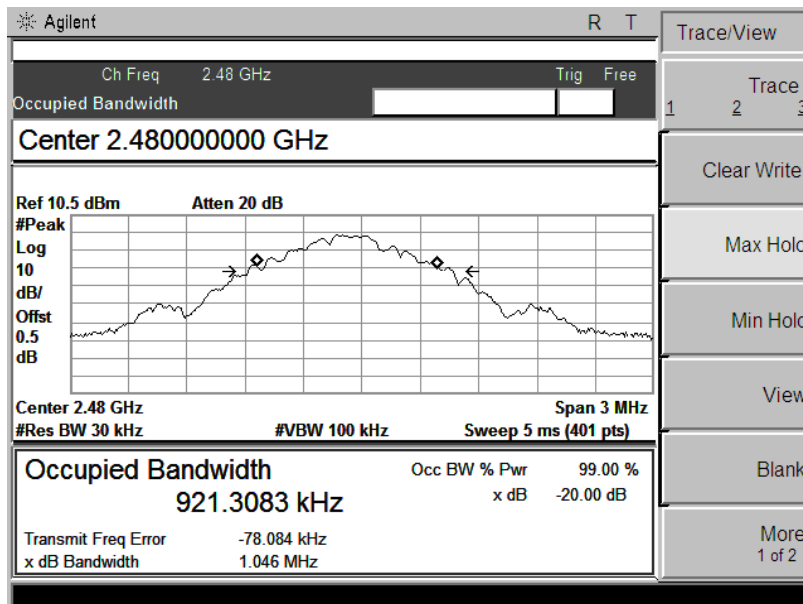 Agilent R T
Trace/View
Ch Freq 2.48 GHz Trig Free
Occupied Bandwidth
Center 2.480000000 GHz
Ref 10.5 dBm Atten 20 dB
#Peak
Log
10
dB/
Offst
0.5
dB
Center 2.48 GHz Span 3 MHz
#Res BW 30 kHz #VBW 100 kHz Sweep 5 ms (401 pts)
Occupied Bandwidth Occ BW % Pwr 99.00 %
921.3083 kHz x dB -20.00 dB
Transmit Freq Error -78.084 kHz
x dB Bandwidth 1.046 MHz
Trace
1 2 3
Clear Write
Max Hold
Min Hold
View
Blank
More
1 of 2